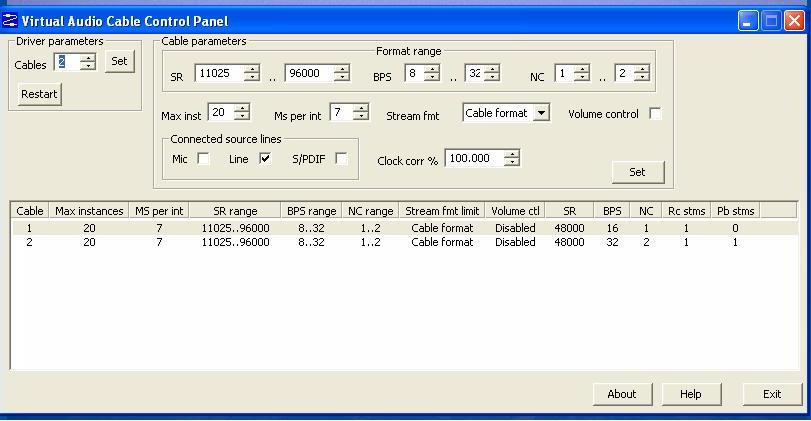 Virtual Audio Cable Control Panel
Driver parameters
Cables 2 Set
Restart
Cable parameters
Format range
SR 11025 .. 96000 BPS 8 .. 32 NC 1 .. 2
Max inst 20 Ms per int 7 Stream fmt Cable format Volume control
Connected source lines
Mic Line S/PDIF Clock corr % 100.000
Set
Cable Max instances MS per int SR range BPS range NC range Stream fmt limit Volume ctl SR BPS NC Rc stms Pb stms
1 20 7 11025..96000 8..32 1..2 Cable format Disabled 48000 16 1 1 0
2 20 7 11025..96000 8..32 1..2 Cable format Disabled 48000 32 2 1 1
About Help Exit